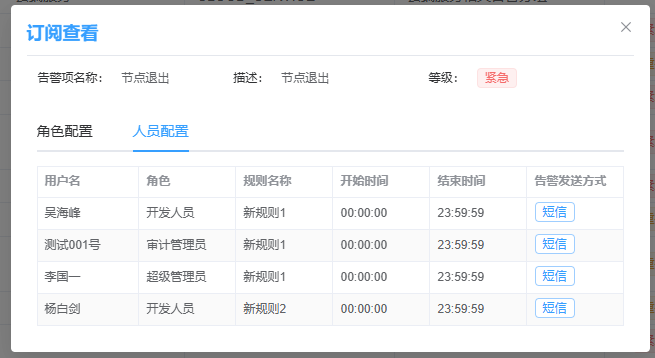 订阅查看
告警项名称： 节点退出 描述： 节点退出 等级： 紧急
角色配置 人员配置
用户名 角色 规则名称 开始时间 结束时间 告警发送方式
吴海峰 开发人员 新规则1 00:00:00 23:59:59 短信
测试001号 审计管理员 新规则1 00:00:00 23:59:59 短信
李国一 超级管理员 新规则1 00:00:00 23:59:59 短信
杨白剑 开发人员 新规则2 00:00:00 23:59:59 短信